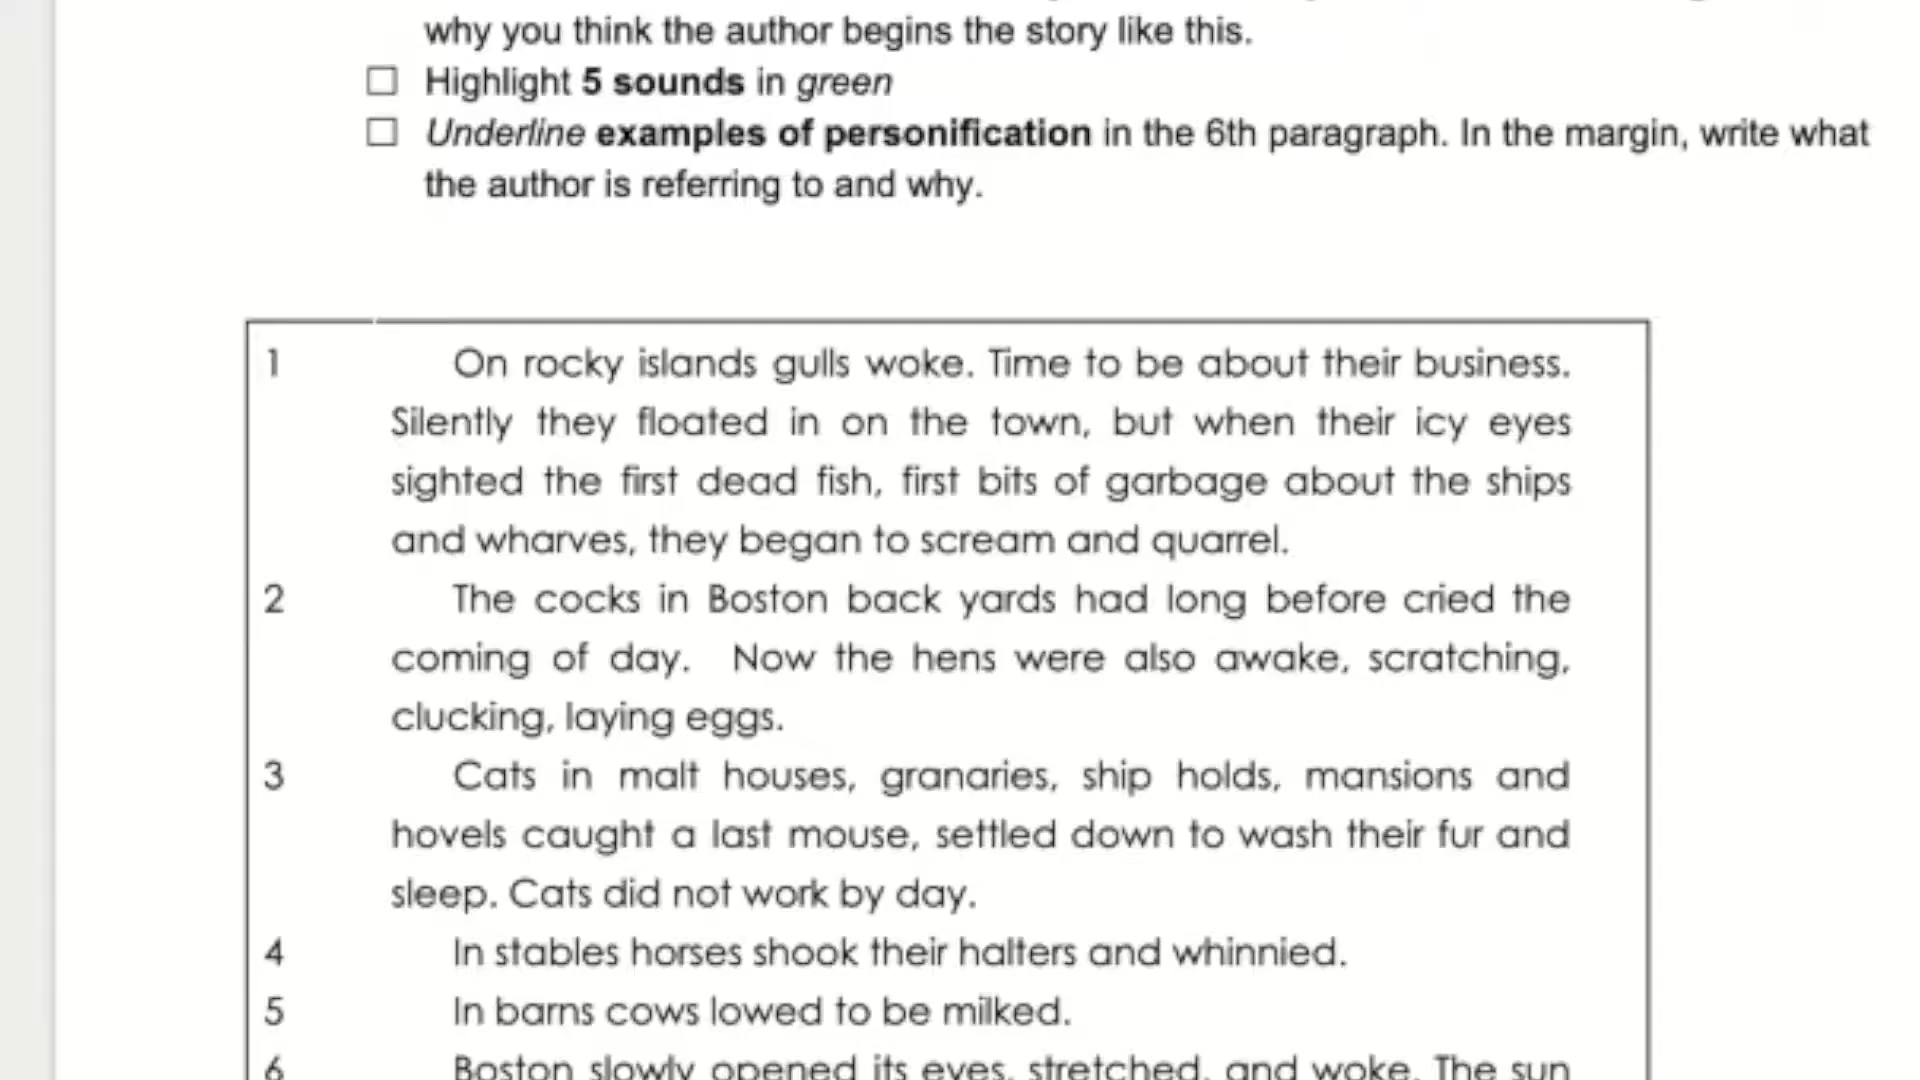 why you think the author begins the story like this.
☐ Highlight 5 sounds in green
☐ Underline examples of personification in the 6th paragraph. In the margin, write what
the author is referring to and why.
1 On rocky islands gulls woke. Time to be about their business.
Silently they floated in on the town, but when their icy eyes
sighted the first dead fish, first bits of garbage about the ships
and wharves, they began to scream and quarrel.
2 The cocks in Boston back yards had long before cried the
coming of day. Now the hens were also awake, scratching,
clucking, laying eggs.
3 Cats in malt houses, granaries, ship holds, mansions and
hovels caught a last mouse, settled down to wash their fur and
sleep. Cats did not work by day.
4 In stables horses shook their halters and whinnied.
5 In barns cows lowed to be milked.
6 Boston slowly opened its eyes, stretched, and woke. The sun